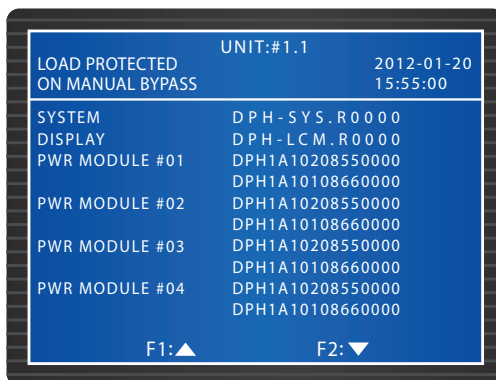 UNIT:#1.1
LOAD PROTECTED 2012-01-20
ON MANUAL BYPASS 15:55:00
SYSTEM DPH-SYS.R0000
DISPLAY DPH-LCM.R0000
PWR MODULE #01 DPH1A10208550000
DPH1A10108660000
PWR MODULE #02 DPH1A10208550000
DPH1A10108660000
PWR MODULE #03 DPH1A10208550000
DPH1A10108660000
PWR MODULE #04 DPH1A10208550000
DPH1A10108660000
F1:▲ F2:▼